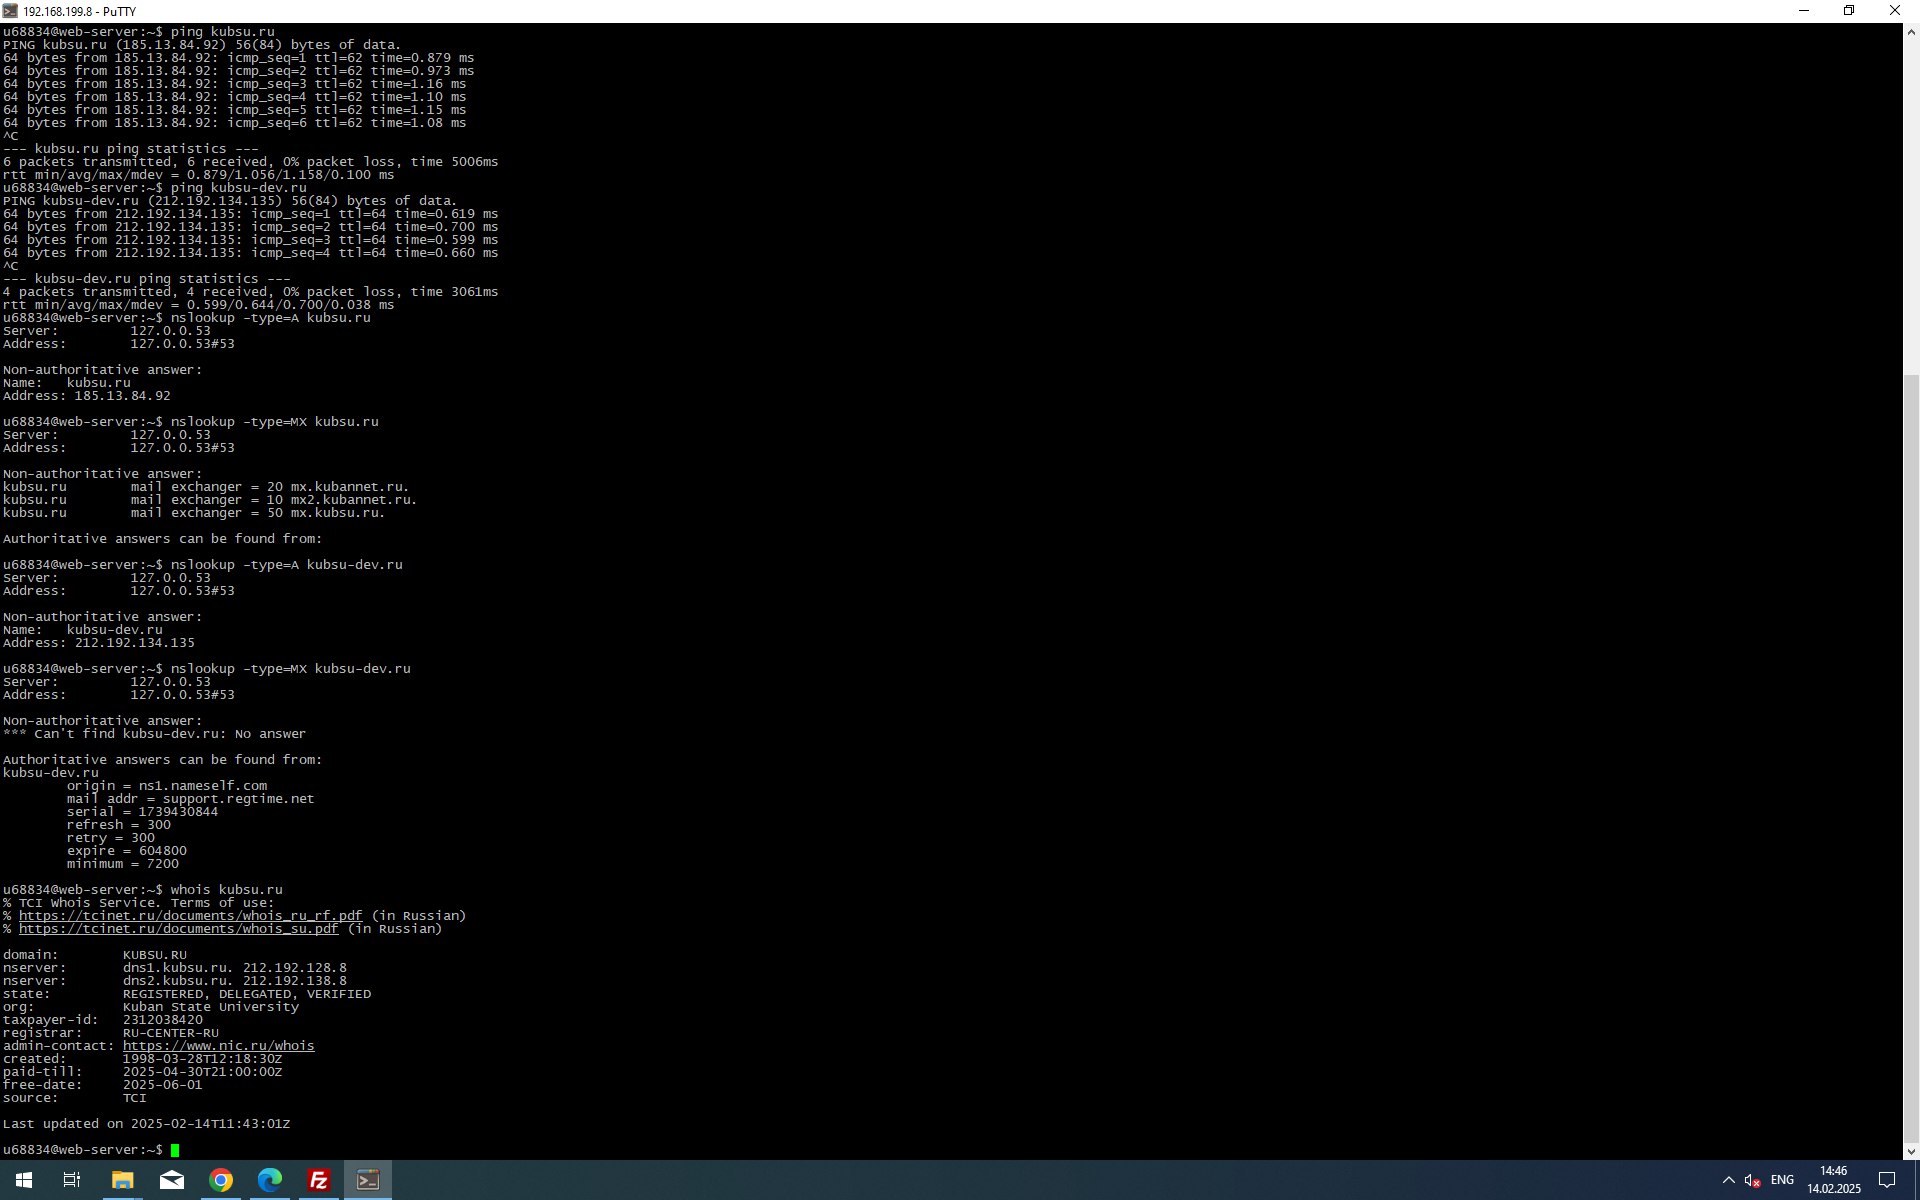 192.168.199.8 - PuTTY
u68834@web-server:~$ ping kubsu.ru
PING kubsu.ru (185.13.84.92) 56(84) bytes of data.
64 bytes from 185.13.84.92: icmp_seq=1 ttl=62 time=0.879 ms
64 bytes from 185.13.84.92: icmp_seq=2 ttl=62 time=0.973 ms
64 bytes from 185.13.84.92: icmp_seq=3 ttl=62 time=1.16 ms
64 bytes from 185.13.84.92: icmp_seq=4 ttl=62 time=1.10 ms
64 bytes from 185.13.84.92: icmp_seq=5 ttl=62 time=1.15 ms
64 bytes from 185.13.84.92: icmp_seq=6 ttl=62 time=1.08 ms
^C
--- kubsu.ru ping statistics ---
6 packets transmitted, 6 received, 0% packet loss, time 5006ms
rtt min/avg/max/mdev = 0.879/1.056/1.158/0.100 ms
u68834@web-server:~$ ping kubsu-dev.ru
PING kubsu-dev.ru (212.192.134.135) 56(84) bytes of data.
64 bytes from 212.192.134.135: icmp_seq=1 ttl=64 time=0.619 ms
64 bytes from 212.192.134.135: icmp_seq=2 ttl=64 time=0.700 ms
64 bytes from 212.192.134.135: icmp_seq=3 ttl=64 time=0.599 ms
64 bytes from 212.192.134.135: icmp_seq=4 ttl=64 time=0.660 ms
^C
--- kubsu-dev.ru ping statistics ---
4 packets transmitted, 4 received, 0% packet loss, time 3061ms
rtt min/avg/max/mdev = 0.599/0.644/0.700/0.038 ms
u68834@web-server:~$ nslookup -type=A kubsu.ru
Server:         127.0.0.53
Address:        127.0.0.53#53
Non-authoritative answer:
Name:   kubsu.ru
Address: 185.13.84.92
u68834@web-server:~$ nslookup -type=MX kubsu.ru
Server:         127.0.0.53
Address:        127.0.0.53#53
Non-authoritative answer:
kubsu.ru        mail exchanger = 20 mx.kubannet.ru.
kubsu.ru        mail exchanger = 10 mx2.kubannet.ru.
kubsu.ru        mail exchanger = 50 mx.kubsu.ru.
Authoritative answers can be found from:
u68834@web-server:~$ nslookup -type=A kubsu-dev.ru
Server:         127.0.0.53
Address:        127.0.0.53#53
Non-authoritative answer:
Name:   kubsu-dev.ru
Address: 212.192.134.135
u68834@web-server:~$ nslookup -type=MX kubsu-dev.ru
Server:         127.0.0.53
Address:        127.0.0.53#53
Non-authoritative answer:
*** Can't find kubsu-dev.ru: No answer
Authoritative answers can be found from:
kubsu-dev.ru
origin = ns1.nameself.com
mail addr = support.regtime.net
serial = 1739430844
refresh = 300
retry = 300
expire = 604800
minimum = 7200
u68834@web-server:~$ whois kubsu.ru
% TCI Whois Service. Terms of use:
% https://tcinet.ru/documents/whois_ru_rf.pdf (in Russian)
% https://tcinet.ru/documents/whois_su.pdf (in Russian)
domain:        KUBSU.RU
nserver:       dns1.kubsu.ru. 212.192.128.8
nserver:       dns2.kubsu.ru. 212.192.138.8
state:         REGISTERED, DELEGATED, VERIFIED
org:           Kuban State University
taxpayer-id:   2312038420
registrar:     RU-CENTER-RU
admin-contact: https://www.nic.ru/whois
created:       1998-03-28T12:18:30Z
paid-till:     2025-04-30T21:00:00Z
free-date:     2025-06-01
source:        TCI
Last updated on 2025-02-14T11:43:01Z
u68834@web-server:~$
Fz
ENG
14:46
14.02.2025